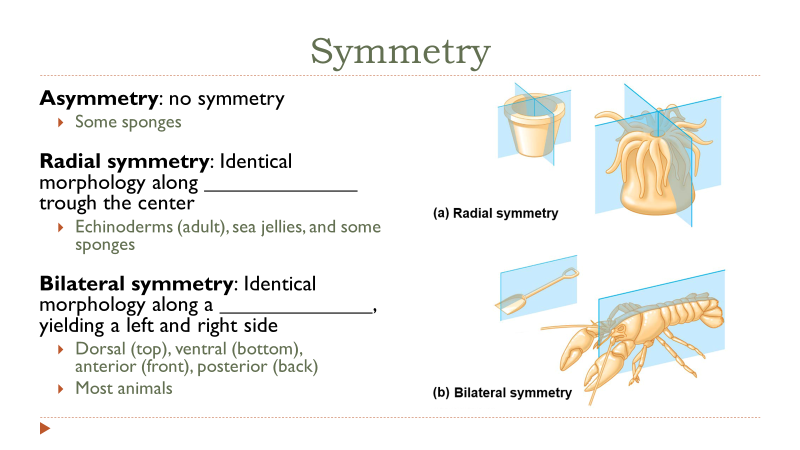 Symmetry
Asymmetry: no symmetry
Some sponges
Radial symmetry: Identical
morphology along ______________
trough the center
Echinoderms (adult), sea jellies, and some
sponges
Bilateral symmetry: Identical
morphology along a ______________,
yielding a left and right side
Dorsal (top), ventral (bottom),
anterior (front), posterior (back)
Most animals
(a) Radial symmetry
(b) Bilateral symmetry